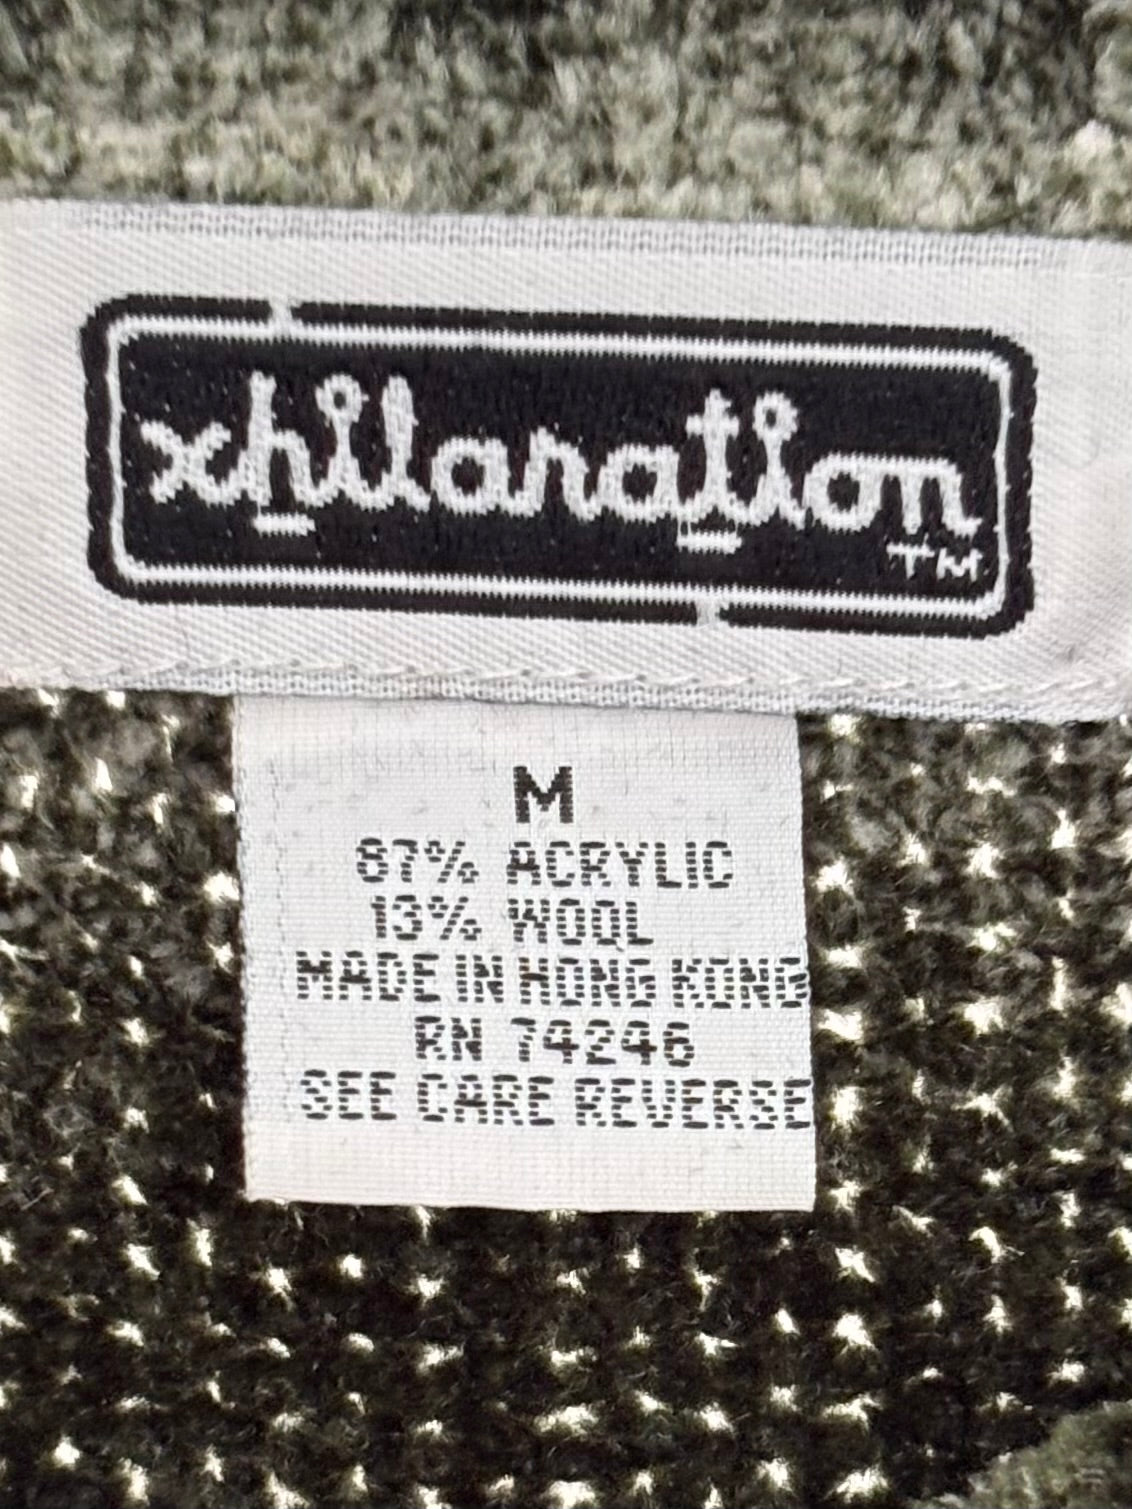 xhilaration
TM
M
87% ACRYLIC
13% WOOL
MADE IN HONG KONG
RN 74246
SEE CARE REVERSE